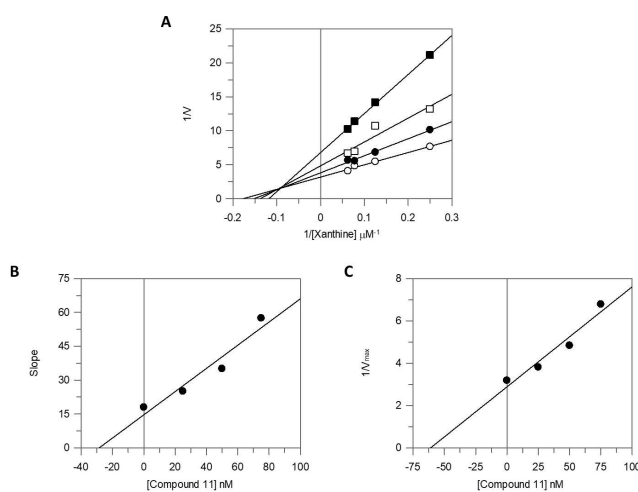 A
25
20
15
10
5
0
1/V
-0.2 -0.1 0 0.1 0.2 0.3
1/[Xanthine] μM-1
B
75
60
45
30
15
0
Slope
-40 -20 0 20 40 60 80 100
[Compound 11] nM
C
8
6
4
2
0
1/Vmax
-75 -50 -25 0 25 50 75 100
[Compound 11] nM